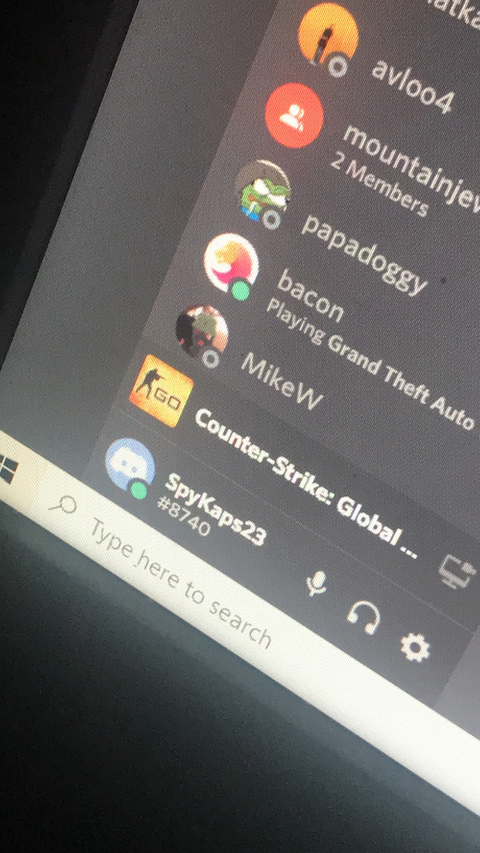 avloo4
mountainjew
2 Members
papadoggy
bacon
Playing Grand Theft Auto
MikeW
GO
Counter-Strike: Global ...
SpyKaps23
#8740
Type here to search